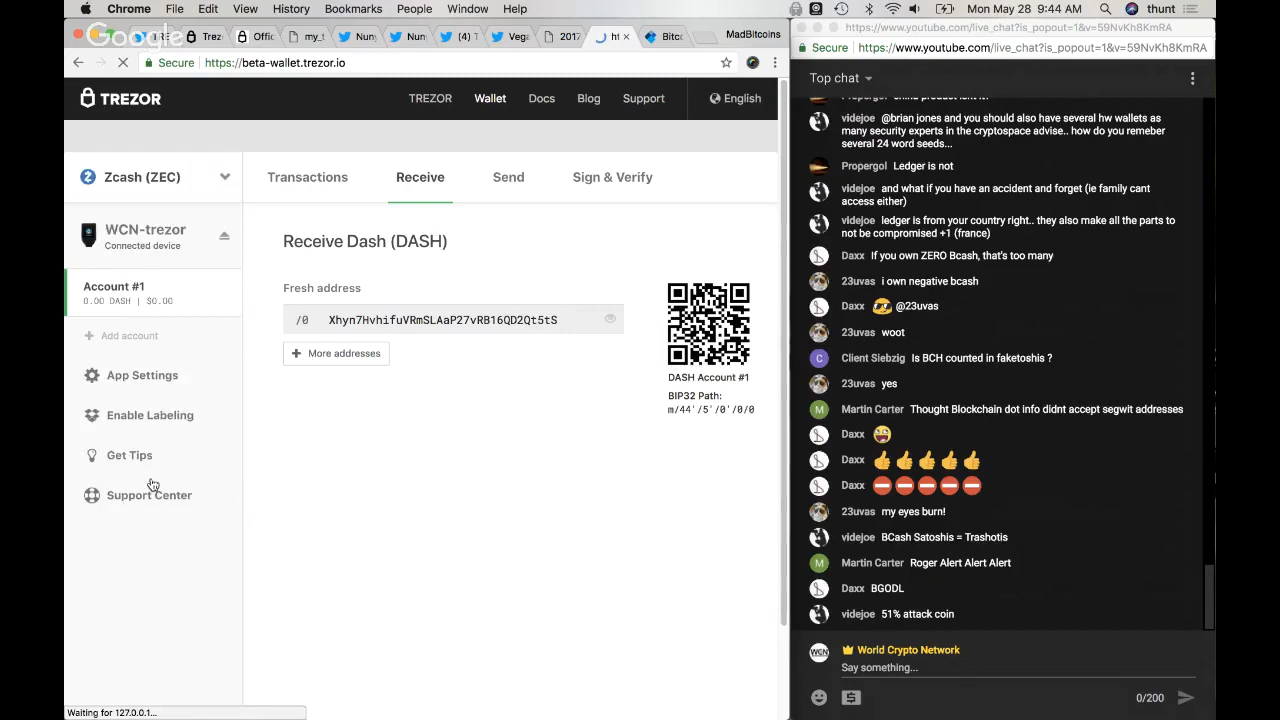 Chrome File Edit View History Bookmarks People Window Help
Mon May 28 9:44 AM thunt
Google
Trez
Offic
my_t
Num
Num
(4) T
Vega
2017
ht
Bitco
MadBitcoins
Secure https://beta-wallet.trezor.io
TREZOR
TREZOR Wallet Docs Blog Support English
Zcash (ZEC)
Transactions Receive Send Sign & Verify
WCN-trezor
Connected device
Account #1
0.00 DASH | $0.00
Add account
App Settings
Enable Labeling
Get Tips
Support Center
Receive Dash (DASH)
Fresh address
/0 Xhyn7HvhifuVRmSLAaP27vRB16QD2Qt5tS
+ More addresses
DASH Account #1
BIP32 Path:
m/44'/5'/0'/0/0
Waiting for 127.0.0.1...
https://www.youtube.com/live_chat?is_popout=1&v=59NvKh8KmRA
Secure https://www.youtube.com/live_chat?is_popout=1&v=59NvKh8KmRA
Top chat
videjoe @brian jones and you should also have several hw wallets as
many security experts in the cryptospace advise.. how do you remeber
several 24 word seeds...
Propergol Ledger is not
videjoe and what if you have an accident and forget (ie family cant
access either)
videjoe ledger is from your country right.. they also make all the parts to
not be compromised +1 (france)
Daxx If you own ZERO Bcash, that's too many
23uvas i own negative bcash
Daxx 😎 @23uvas
23uvas woot
C Client Siebzig Is BCH counted in faketoshis ?
23uvas yes
M Martin Carter Thought Blockchain dot info didnt accept segwit addresses
Daxx
Daxx 👍👍👍👍👍
Daxx ⛔⛔⛔⛔⛔
23uvas my eyes burn!
videjoe BCash Satoshis = Trashotis
M Martin Carter Roger Alert Alert Alert
Daxx BGODL
videjoe 51% attack coin
WCN World Crypto Network
Say something...
0/200